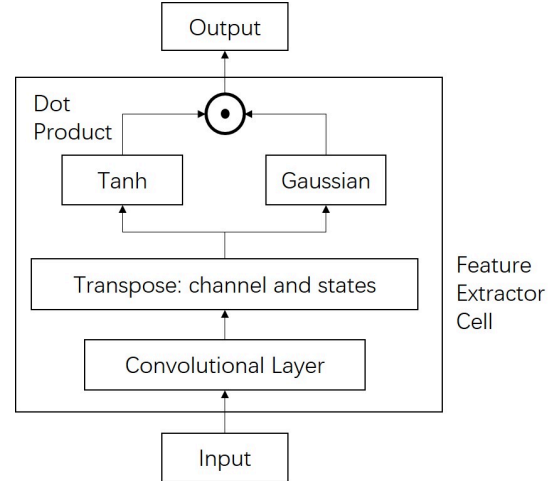 Output
Dot
Product
Tanh
Gaussian
Transpose: channel and states
Feature
Extractor
Cell
Convolutional Layer
Input